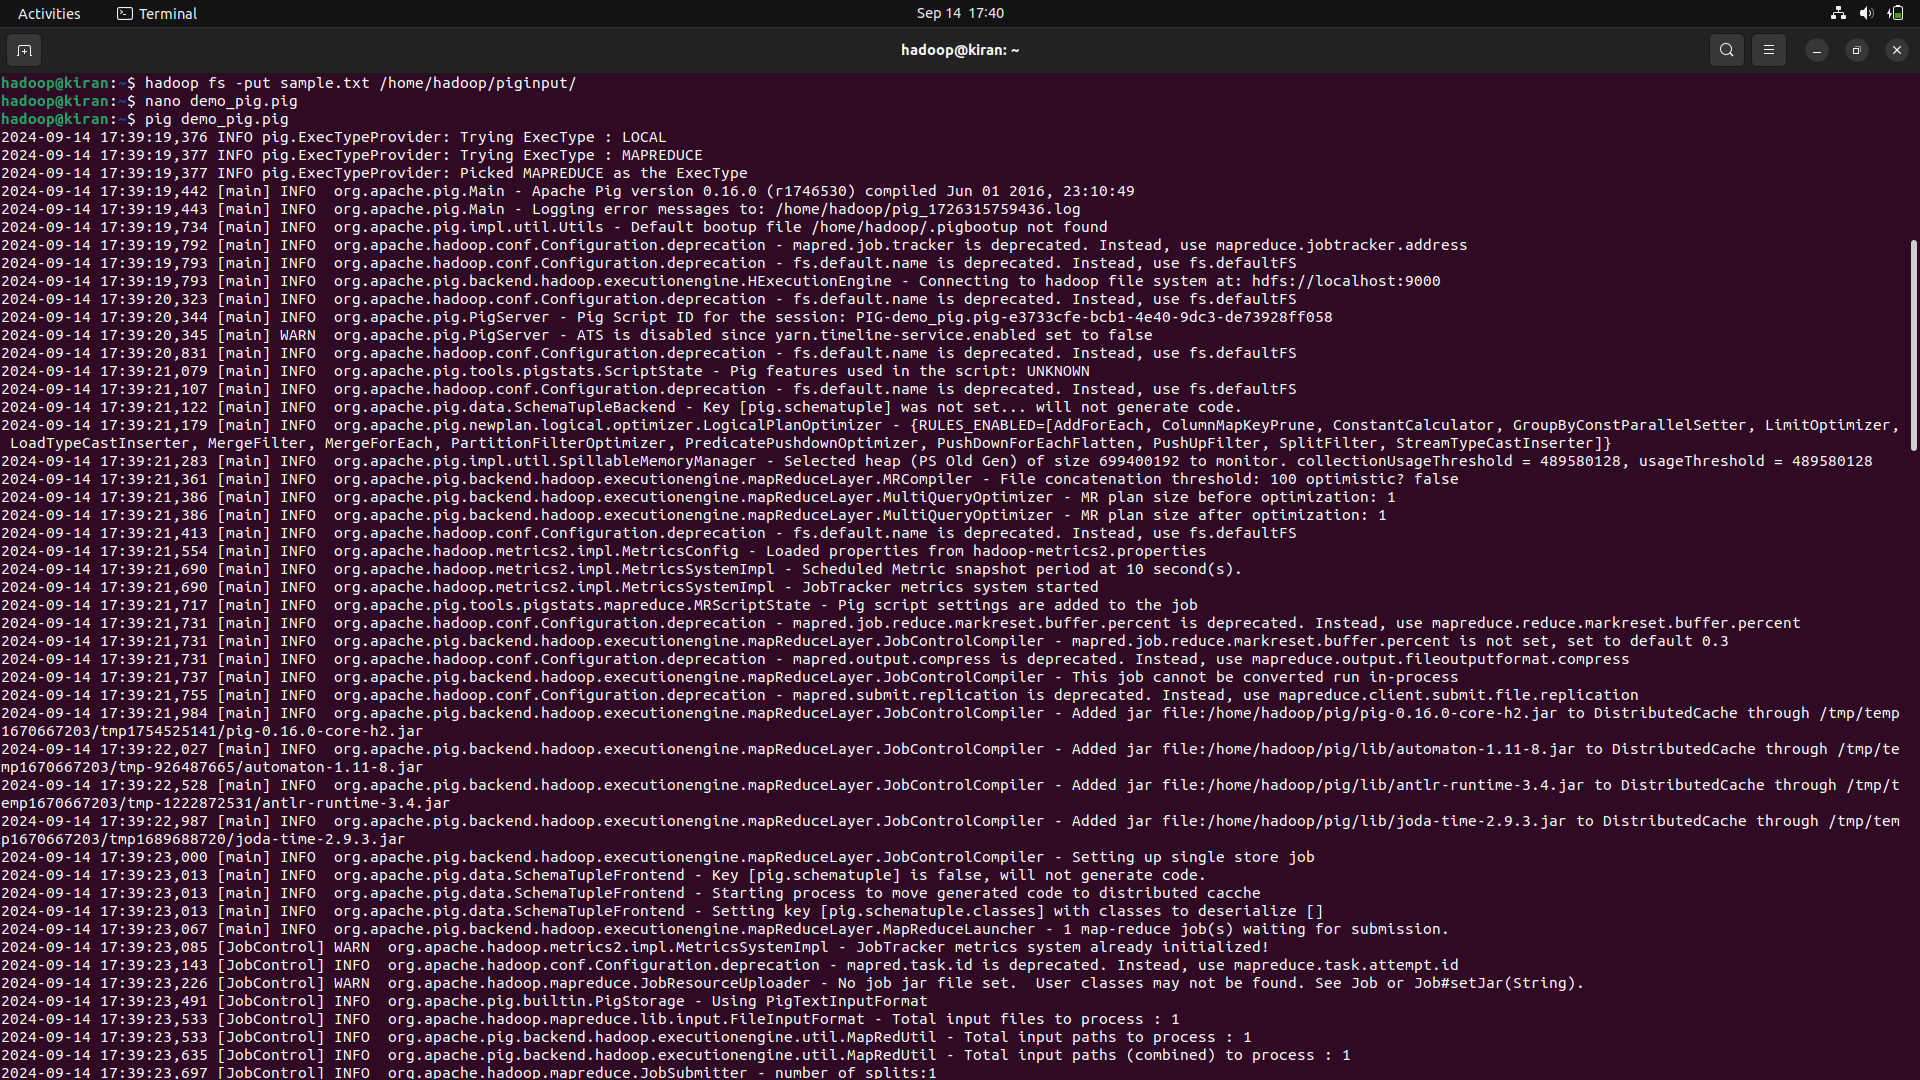 Activities
Terminal
Sep 14 17:40
hadoop@kiran: ~
hadoop@kiran:~$ hadoop fs -put sample.txt /home/hadoop/piginput/
hadoop@kiran:~$ nano demo_pig.pig
hadoop@kiran:~$ pig demo_pig.pig
2024-09-14 17:39:19,376 INFO pig.ExecTypeProvider: Trying ExecType : LOCAL
2024-09-14 17:39:19,377 INFO pig.ExecTypeProvider: Trying ExecType : MAPREDUCE
2024-09-14 17:39:19,377 INFO pig.ExecTypeProvider: Picked MAPREDUCE as the ExecType
2024-09-14 17:39:19,442 [main] INFO  org.apache.pig.Main - Apache Pig version 0.16.0 (r1746530) compiled Jun 01 2016, 23:10:49
2024-09-14 17:39:19,443 [main] INFO  org.apache.pig.Main - Logging error messages to: /home/hadoop/pig_1726315759436.log
2024-09-14 17:39:19,734 [main] INFO  org.apache.pig.impl.util.Utils - Default bootup file /home/hadoop/.pigbootup not found
2024-09-14 17:39:19,792 [main] INFO  org.apache.hadoop.conf.Configuration.deprecation - mapred.job.tracker is deprecated. Instead, use mapreduce.jobtracker.address
2024-09-14 17:39:19,793 [main] INFO  org.apache.hadoop.conf.Configuration.deprecation - fs.default.name is deprecated. Instead, use fs.defaultFS
2024-09-14 17:39:19,793 [main] INFO  org.apache.pig.backend.hadoop.executionengine.HExecutionEngine - Connecting to hadoop file system at: hdfs://localhost:9000
2024-09-14 17:39:20,323 [main] INFO  org.apache.hadoop.conf.Configuration.deprecation - fs.default.name is deprecated. Instead, use fs.defaultFS
2024-09-14 17:39:20,344 [main] INFO  org.apache.pig.PigServer - Pig Script ID for the session: PIG-demo_pig.pig-e3733cfe-bcb1-4e40-9dc3-de73928ff058
2024-09-14 17:39:20,345 [main] WARN  org.apache.pig.PigServer - ATS is disabled since yarn.timeline-service.enabled set to false
2024-09-14 17:39:20,831 [main] INFO  org.apache.hadoop.conf.Configuration.deprecation - fs.default.name is deprecated. Instead, use fs.defaultFS
2024-09-14 17:39:21,079 [main] INFO  org.apache.pig.tools.pigstats.ScriptState - Pig features used in the script: UNKNOWN
2024-09-14 17:39:21,107 [main] INFO  org.apache.hadoop.conf.Configuration.deprecation - fs.default.name is deprecated. Instead, use fs.defaultFS
2024-09-14 17:39:21,122 [main] INFO  org.apache.pig.data.SchemaTupleBackend - Key [pig.schematuple] was not set... will not generate code.
2024-09-14 17:39:21,179 [main] INFO  org.apache.pig.newplan.logical.optimizer.LogicalPlanOptimizer - {RULES_ENABLED=[AddForEach, ColumnMapKeyPrune, ConstantCalculator, GroupByConstParallelSetter, LimitOptimizer,
LoadTypeCastInserter, MergeFilter, MergeForEach, PartitionFilterOptimizer, PredicatePushdownOptimizer, PushDownForEachFlatten, PushUpFilter, SplitFilter, StreamTypeCastInserter]}
2024-09-14 17:39:21,283 [main] INFO  org.apache.pig.impl.util.SpillableMemoryManager - Selected heap (PS Old Gen) of size 699400192 to monitor. collectionUsageThreshold = 489580128, usageThreshold = 489580128
2024-09-14 17:39:21,361 [main] INFO  org.apache.pig.backend.hadoop.executionengine.mapReduceLayer.MRCompiler - File concatenation threshold: 100 optimistic? false
2024-09-14 17:39:21,386 [main] INFO  org.apache.pig.backend.hadoop.executionengine.mapReduceLayer.MultiQueryOptimizer - MR plan size before optimization: 1
2024-09-14 17:39:21,386 [main] INFO  org.apache.pig.backend.hadoop.executionengine.mapReduceLayer.MultiQueryOptimizer - MR plan size after optimization: 1
2024-09-14 17:39:21,413 [main] INFO  org.apache.hadoop.conf.Configuration.deprecation - fs.default.name is deprecated. Instead, use fs.defaultFS
2024-09-14 17:39:21,554 [main] INFO  org.apache.hadoop.metrics2.impl.MetricsConfig - Loaded properties from hadoop-metrics2.properties
2024-09-14 17:39:21,690 [main] INFO  org.apache.hadoop.metrics2.impl.MetricsSystemImpl - Scheduled Metric snapshot period at 10 second(s).
2024-09-14 17:39:21,690 [main] INFO  org.apache.hadoop.metrics2.impl.MetricsSystemImpl - JobTracker metrics system started
2024-09-14 17:39:21,717 [main] INFO  org.apache.pig.tools.pigstats.mapreduce.MRScriptState - Pig script settings are added to the job
2024-09-14 17:39:21,731 [main] INFO  org.apache.hadoop.conf.Configuration.deprecation - mapred.job.reduce.markreset.buffer.percent is deprecated. Instead, use mapreduce.reduce.markreset.buffer.percent
2024-09-14 17:39:21,731 [main] INFO  org.apache.pig.backend.hadoop.executionengine.mapReduceLayer.JobControlCompiler - mapred.job.reduce.markreset.buffer.percent is not set, set to default 0.3
2024-09-14 17:39:21,731 [main] INFO  org.apache.hadoop.conf.Configuration.deprecation - mapred.output.compress is deprecated. Instead, use mapreduce.output.fileoutputformat.compress
2024-09-14 17:39:21,737 [main] INFO  org.apache.pig.backend.hadoop.executionengine.mapReduceLayer.JobControlCompiler - This job cannot be converted run in-process
2024-09-14 17:39:21,755 [main] INFO  org.apache.hadoop.conf.Configuration.deprecation - mapred.submit.replication is deprecated. Instead, use mapreduce.client.submit.file.replication
2024-09-14 17:39:21,984 [main] INFO  org.apache.pig.backend.hadoop.executionengine.mapReduceLayer.JobControlCompiler - Added jar file:/home/hadoop/pig/pig-0.16.0-core-h2.jar to DistributedCache through /tmp/temp
1670667203/tmp1754525141/pig-0.16.0-core-h2.jar
2024-09-14 17:39:22,027 [main] INFO  org.apache.pig.backend.hadoop.executionengine.mapReduceLayer.JobControlCompiler - Added jar file:/home/hadoop/pig/lib/automaton-1.11-8.jar to DistributedCache through /tmp/te
mp1670667203/tmp-926487665/automaton-1.11-8.jar
2024-09-14 17:39:22,528 [main] INFO  org.apache.pig.backend.hadoop.executionengine.mapReduceLayer.JobControlCompiler - Added jar file:/home/hadoop/pig/lib/antlr-runtime-3.4.jar to DistributedCache through /tmp/t
emp1670667203/tmp-1222872531/antlr-runtime-3.4.jar
2024-09-14 17:39:22,987 [main] INFO  org.apache.pig.backend.hadoop.executionengine.mapReduceLayer.JobControlCompiler - Added jar file:/home/hadoop/pig/lib/joda-time-2.9.3.jar to DistributedCache through /tmp/tem
p1670667203/tmp1689688720/joda-time-2.9.3.jar
2024-09-14 17:39:23,000 [main] INFO  org.apache.pig.backend.hadoop.executionengine.mapReduceLayer.JobControlCompiler - Setting up single store job
2024-09-14 17:39:23,013 [main] INFO  org.apache.pig.data.SchemaTupleFrontend - Key [pig.schematuple] is false, will not generate code.
2024-09-14 17:39:23,013 [main] INFO  org.apache.pig.data.SchemaTupleFrontend - Starting process to move generated code to distributed cacche
2024-09-14 17:39:23,013 [main] INFO  org.apache.pig.data.SchemaTupleFrontend - Setting key [pig.schematuple.classes] with classes to deserialize []
2024-09-14 17:39:23,067 [main] INFO  org.apache.pig.backend.hadoop.executionengine.mapReduceLayer.MapReduceLauncher - 1 map-reduce job(s) waiting for submission.
2024-09-14 17:39:23,085 [JobControl] WARN  org.apache.hadoop.metrics2.impl.MetricsSystemImpl - JobTracker metrics system already initialized!
2024-09-14 17:39:23,143 [JobControl] INFO  org.apache.hadoop.conf.Configuration.deprecation - mapred.task.id is deprecated. Instead, use mapreduce.task.attempt.id
2024-09-14 17:39:23,226 [JobControl] WARN  org.apache.hadoop.mapreduce.JobResourceUploader - No job jar file set.  User classes may not be found. See Job or Job#setJar(String).
2024-09-14 17:39:23,491 [JobControl] INFO  org.apache.pig.builtin.PigStorage - Using PigTextInputFormat
2024-09-14 17:39:23,533 [JobControl] INFO  org.apache.hadoop.mapreduce.lib.input.FileInputFormat - Total input files to process : 1
2024-09-14 17:39:23,533 [JobControl] INFO  org.apache.pig.backend.hadoop.executionengine.util.MapRedUtil - Total input paths to process : 1
2024-09-14 17:39:23,635 [JobControl] INFO  org.apache.pig.backend.hadoop.executionengine.util.MapRedUtil - Total input paths (combined) to process : 1
2024-09-14 17:39:23,697 [JobControl] INFO  org.apache.hadoop.mapreduce.JobSubmitter - number of splits:1